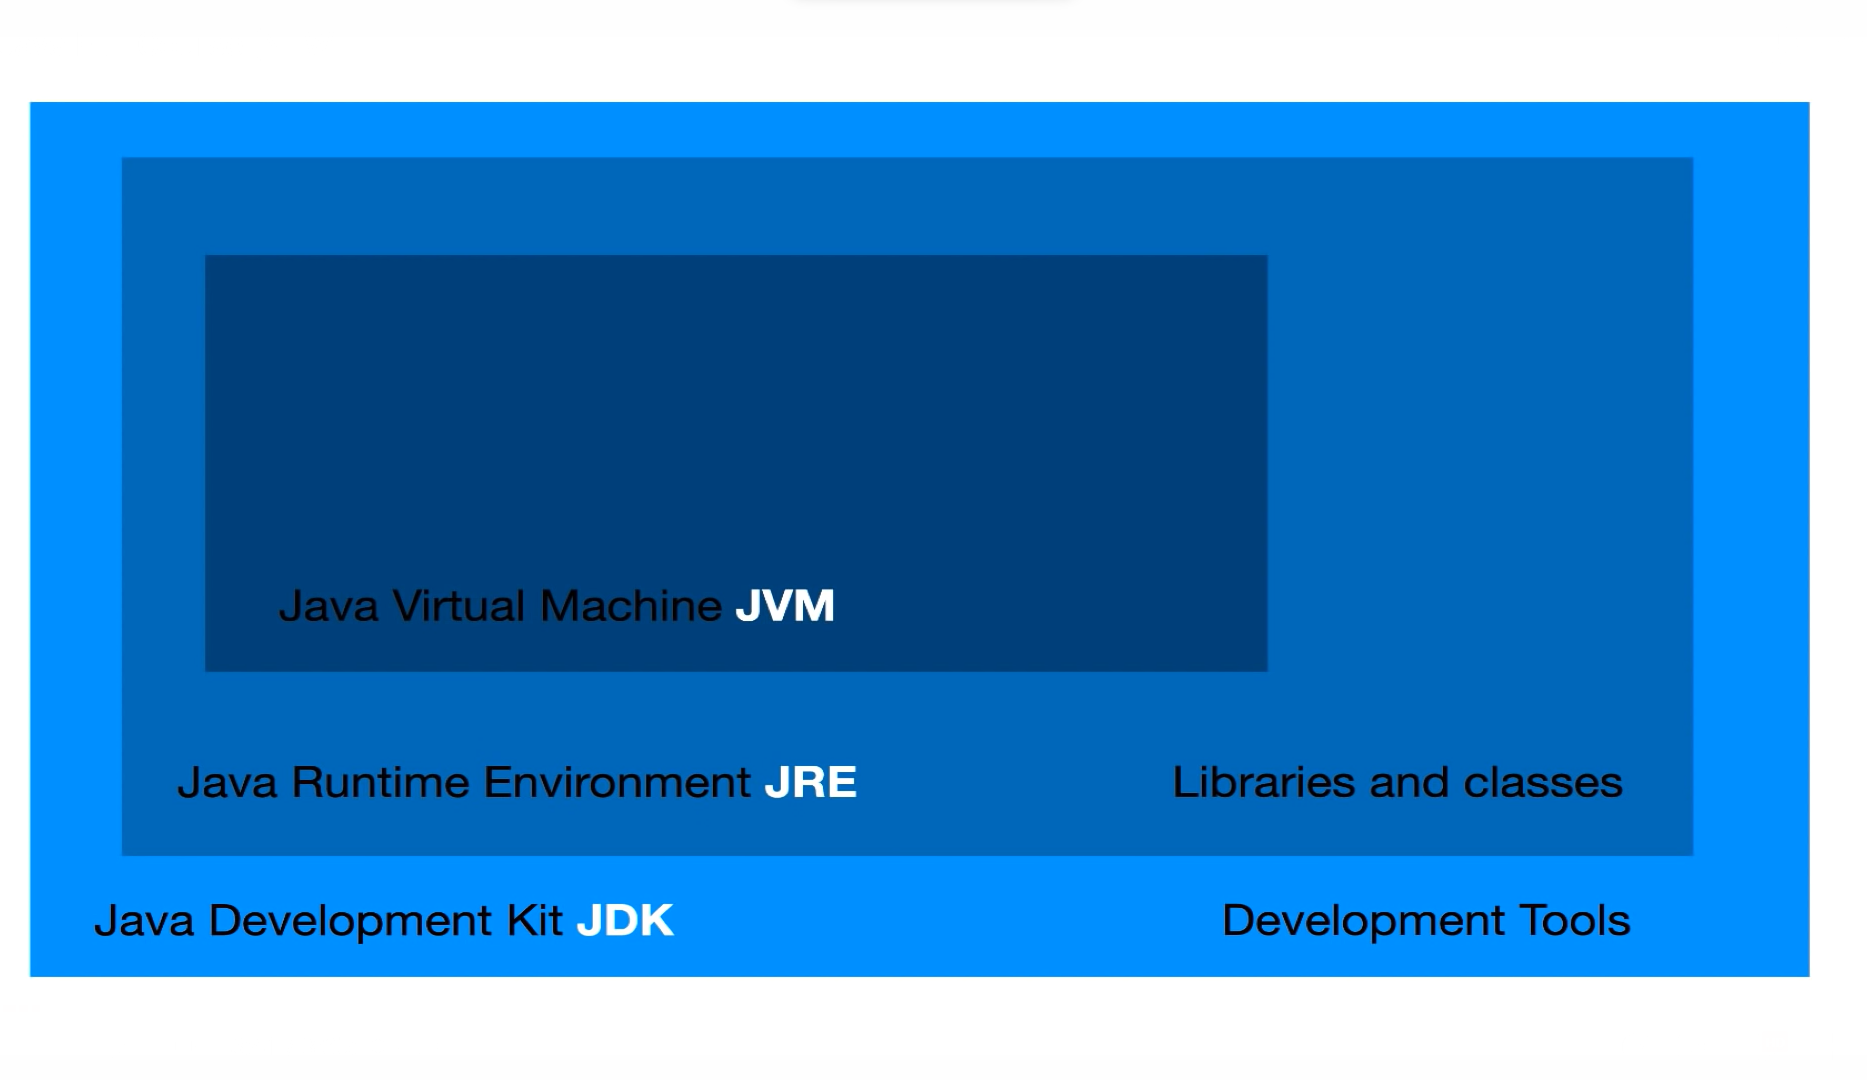 Java Virtual Machine JVM
Java Runtime Environment JRE
Libraries and classes
Java Development Kit JDK
Development Tools